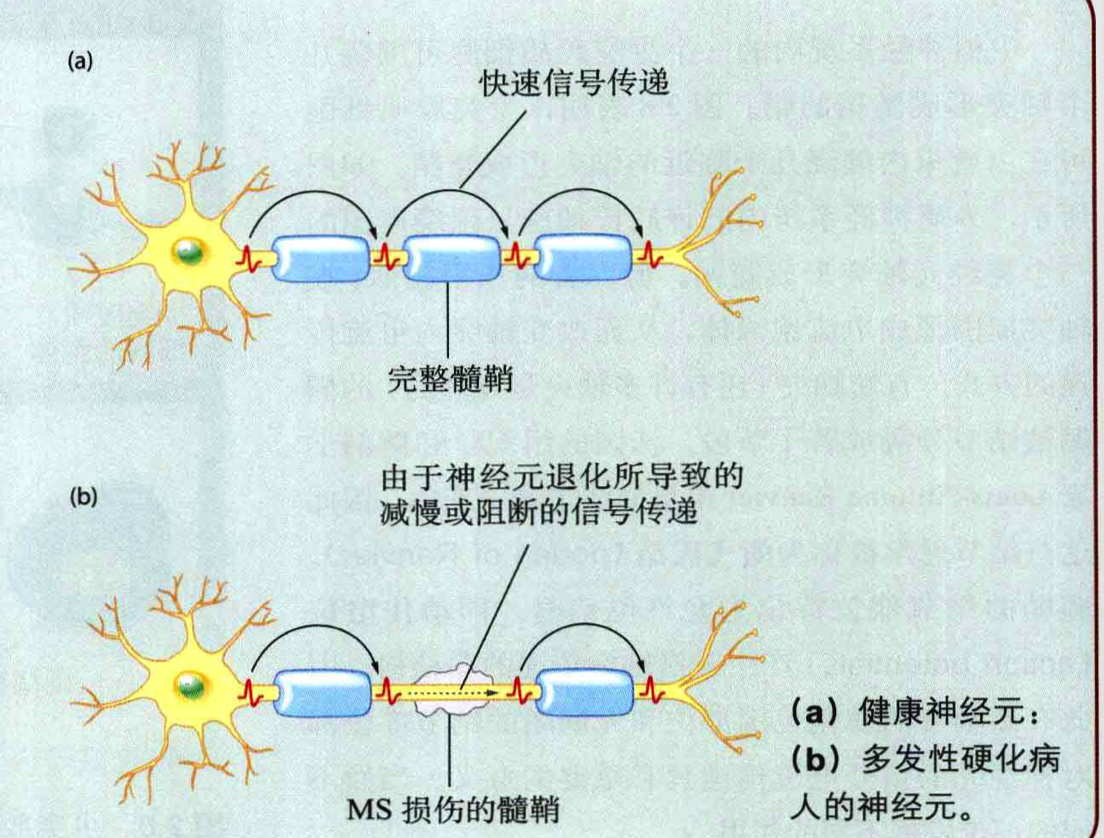 (a)
快速信号传递
完整髓鞘
(b)
由于神经元退化所导致的
减慢或阻断的信号传递
MS 损伤的髓鞘
(a) 健康神经元：
(b) 多发性硬化病
人的神经元。